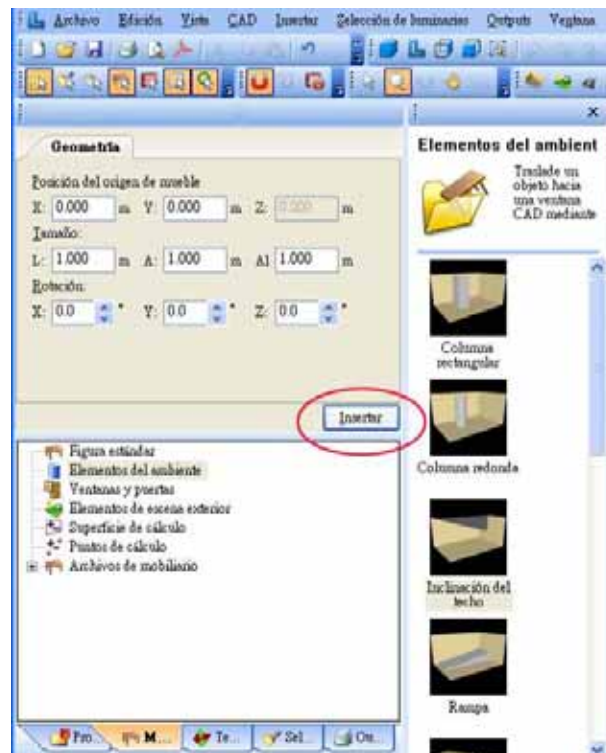 Archivo Edición Vista CAD Insertar Selección de luminarias Outputs Ventana
Geometría
Posición del origen de mueble
X: 0.000 m Y: 0.000 m Z: 0.000 m
Tamaño:
L: 1.000 m A: 1.000 m Al 1.000 m
Rotación:
X: 0.0 ° Y: 0.0 ° Z: 0.0 °
Insertar
Figura estándar
Elementos del ambiente
Ventanas y puertas
Elementos de escena exterior
Superficie de cálculo
Puntos de cálculo
Archivos de mobiliario
Pro... M... Te... Sel... Ou...
Elementos del ambient
Traslade un
objeto hacia
una ventana
CAD mediante
Columna
rectangular
Columna redonda
Inclinación del
techo
Rampa